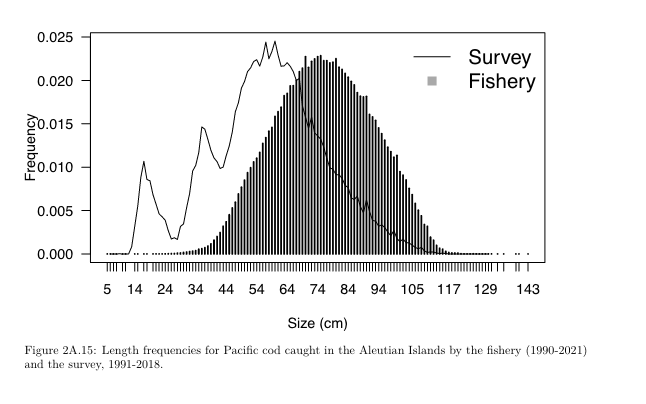 0.025
0.020
0.015
0.010
0.005
0.000
Frequency
Survey
Fishery
5 14 24 34 44 54 64 74 84 94 105 117 129 143
Size (cm)
Figure 2A.15: Length frequencies for Pacific cod caught in the Aleutian Islands by the fishery (1990-2021)
and the survey, 1991-2018.